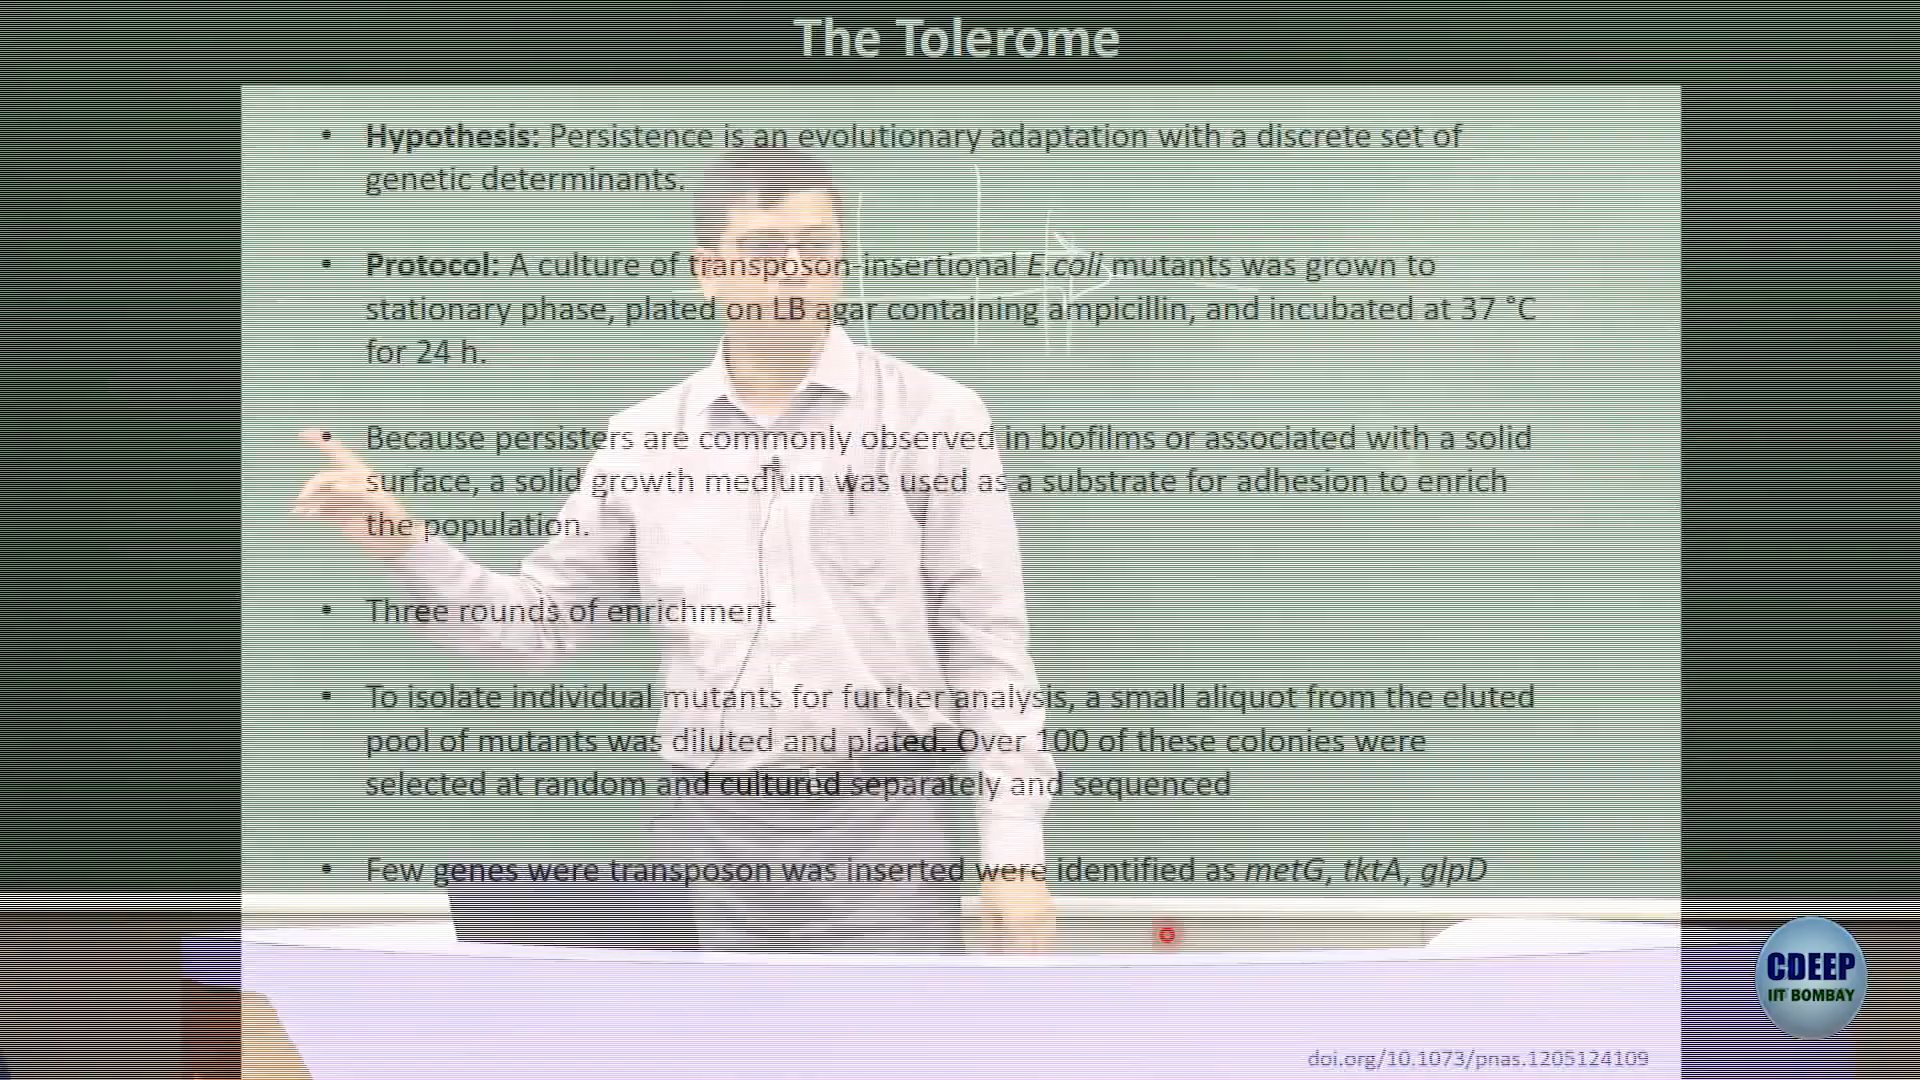 The Tolerome
• Hypothesis: Persistence is an evolutionary adaptation with a discrete set of
genetic determinants.
• Protocol: A culture of transposon-insertional E.coli mutants was grown to
stationary phase, plated on LB agar containing ampicillin, and incubated at 37 °C
for 24 h.
• Because persisters are commonly observed in biofilms or associated with a solid
surface, a solid growth medium was used as a substrate for adhesion to enrich
the population.
• Three rounds of enrichment
• To isolate individual mutants for further analysis, a small aliquot from the eluted
pool of mutants was diluted and plated. Over 100 of these colonies were
selected at random and cultured separately and sequenced
• Few genes were transposon was inserted were identified as metG, tktA, glpD
CDEEP
IIT BOMBAY
doi.org/10.1073/pnas.1205124109